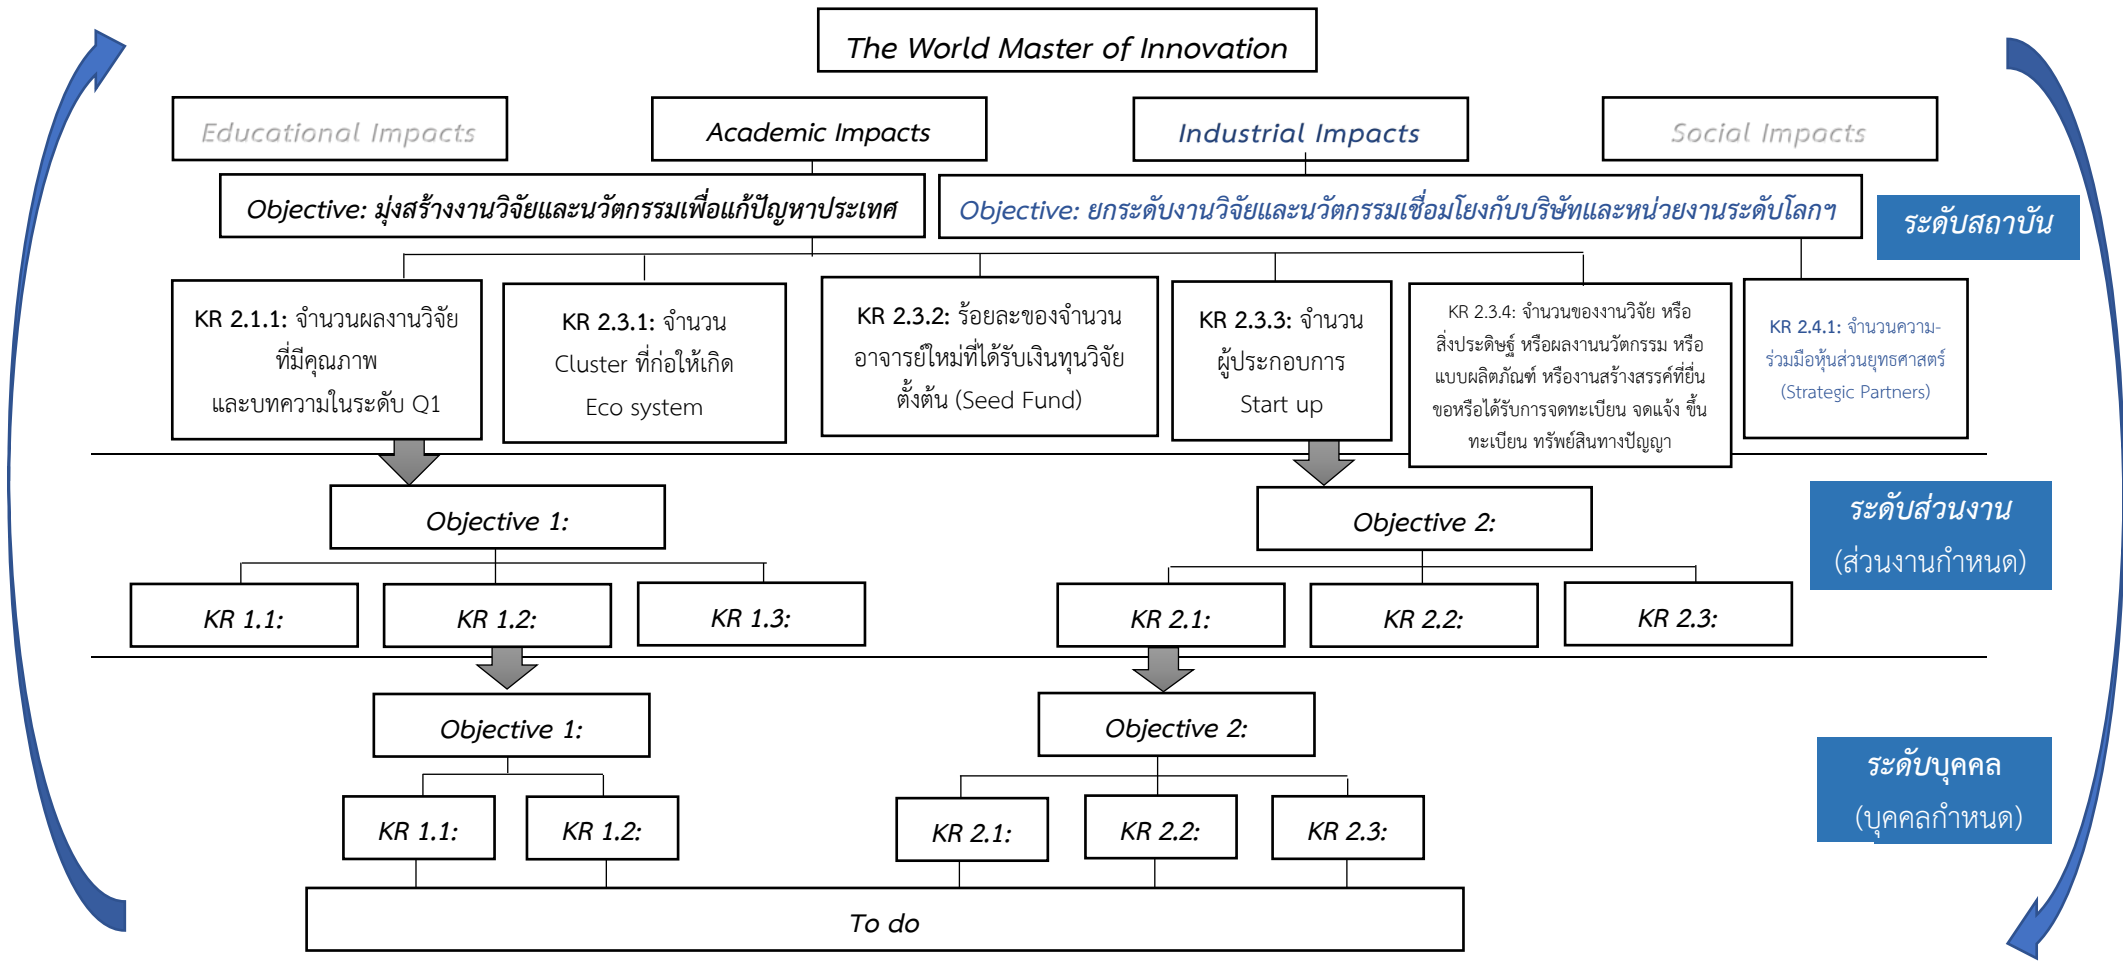 The World Master of Innovation
Educational Impacts
Academic Impacts
Industrial Impacts
Social Impacts
Objective: มุ่งสร้างงานวิจัยและนวัตกรรมเพื่อแก้ปัญหาประเทศ
Objective: ยกระดับงานวิจัยและนวัตกรรมเชื่อมโยงกับบริษัทและหน่วยงานระดับโลกฯ
ระดับสถาบัน
KR 2.1.1: จำนวนผลงานวิจัย
ที่มีคุณภาพ
และบทความในระดับ Q1
KR 2.3.1: จำนวน
Cluster ที่ก่อให้เกิด
Eco system
KR 2.3.2: ร้อยละของจำนวน
อาจารย์ใหม่ที่ได้รับเงินทุนวิจัย
ตั้งต้น (Seed Fund)
KR 2.3.3: จำนวน
ผู้ประกอบการ
Start up
KR 2.3.4: จำนวนของงานวิจัย หรือ
สิ่งประดิษฐ์ หรือผลงานนวัตกรรม หรือ
แบบผลิตภัณฑ์ หรืองานสร้างสรรค์ที่ยื่น
ขอหรือได้รับการจดทะเบียน จดแจ้ง ขึ้น
ทะเบียน ทรัพย์สินทางปัญญา
KR 2.4.1: จำนวนความ-
ร่วมมือหุ้นส่วนยุทธศาสตร์
(Strategic Partners)
Objective 1:
Objective 2:
ระดับส่วนงาน
(ส่วนงานกำหนด)
KR 1.1:
KR 1.2:
KR 1.3:
KR 2.1:
KR 2.2:
KR 2.3:
Objective 1:
Objective 2:
ระดับบุคคล
(บุคคลกำหนด)
KR 1.1:
KR 1.2:
KR 2.1:
KR 2.2:
KR 2.3:
To do